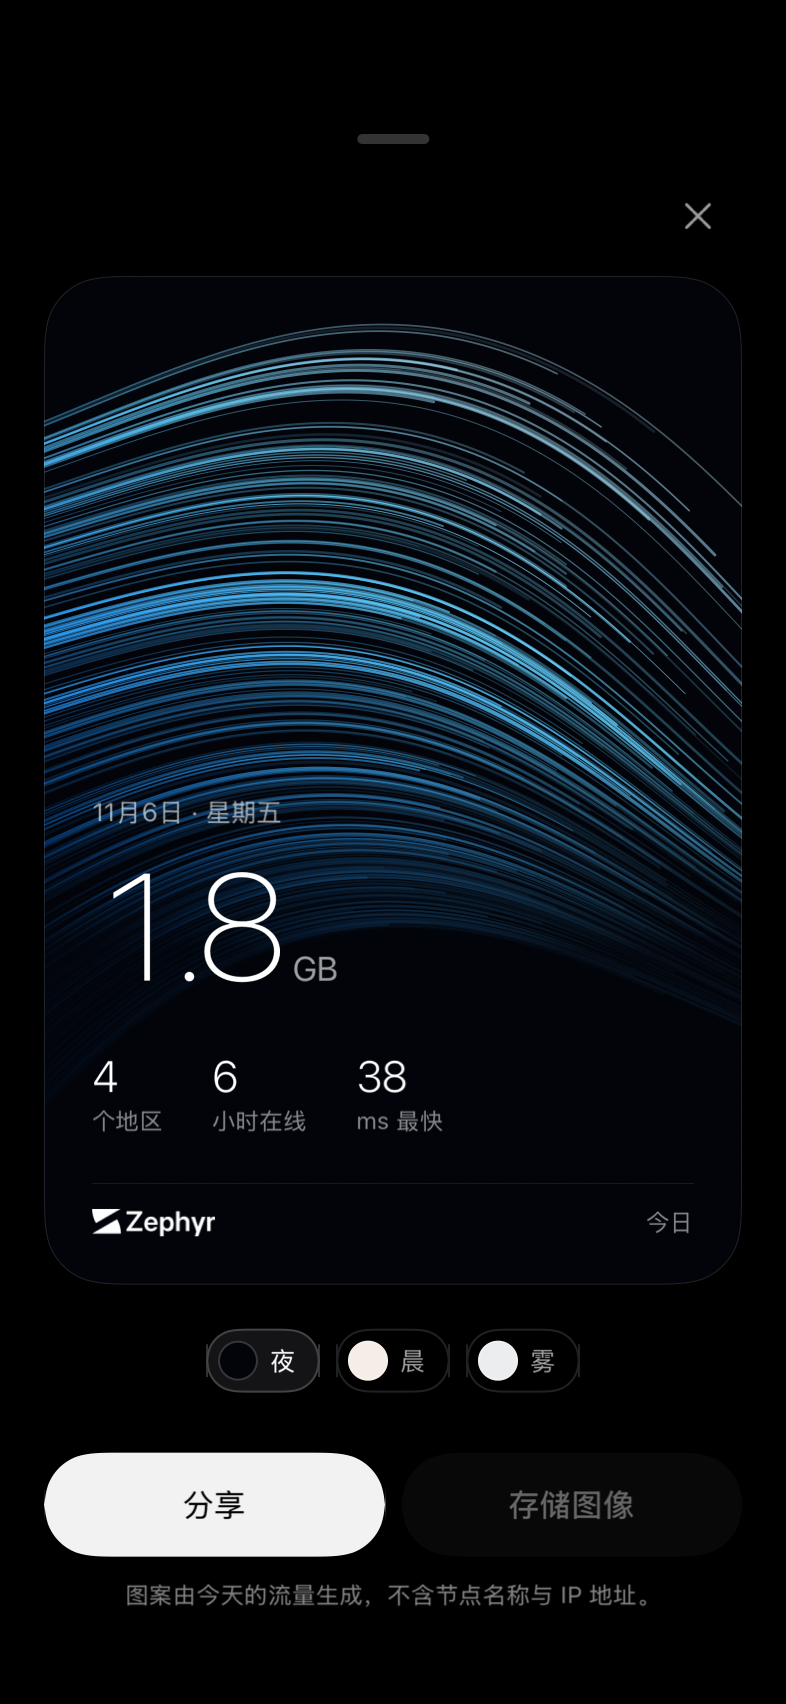 11月6日 · 星期五
1.8 GB
4 6 38
个地区 小时在线 ms 最快
Zephyr 今日
夜 晨 雾
分享 存储图像
图案由今天的流量生成，不含节点名称与 IP 地址。